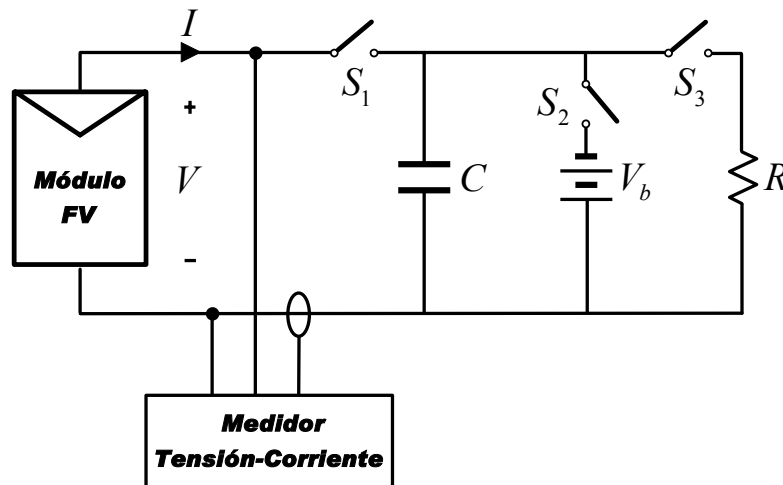 I
S1
S2
S3
+
Módulo
FV
V
-
C
Vb
R
Medidor
Tensión-Corriente